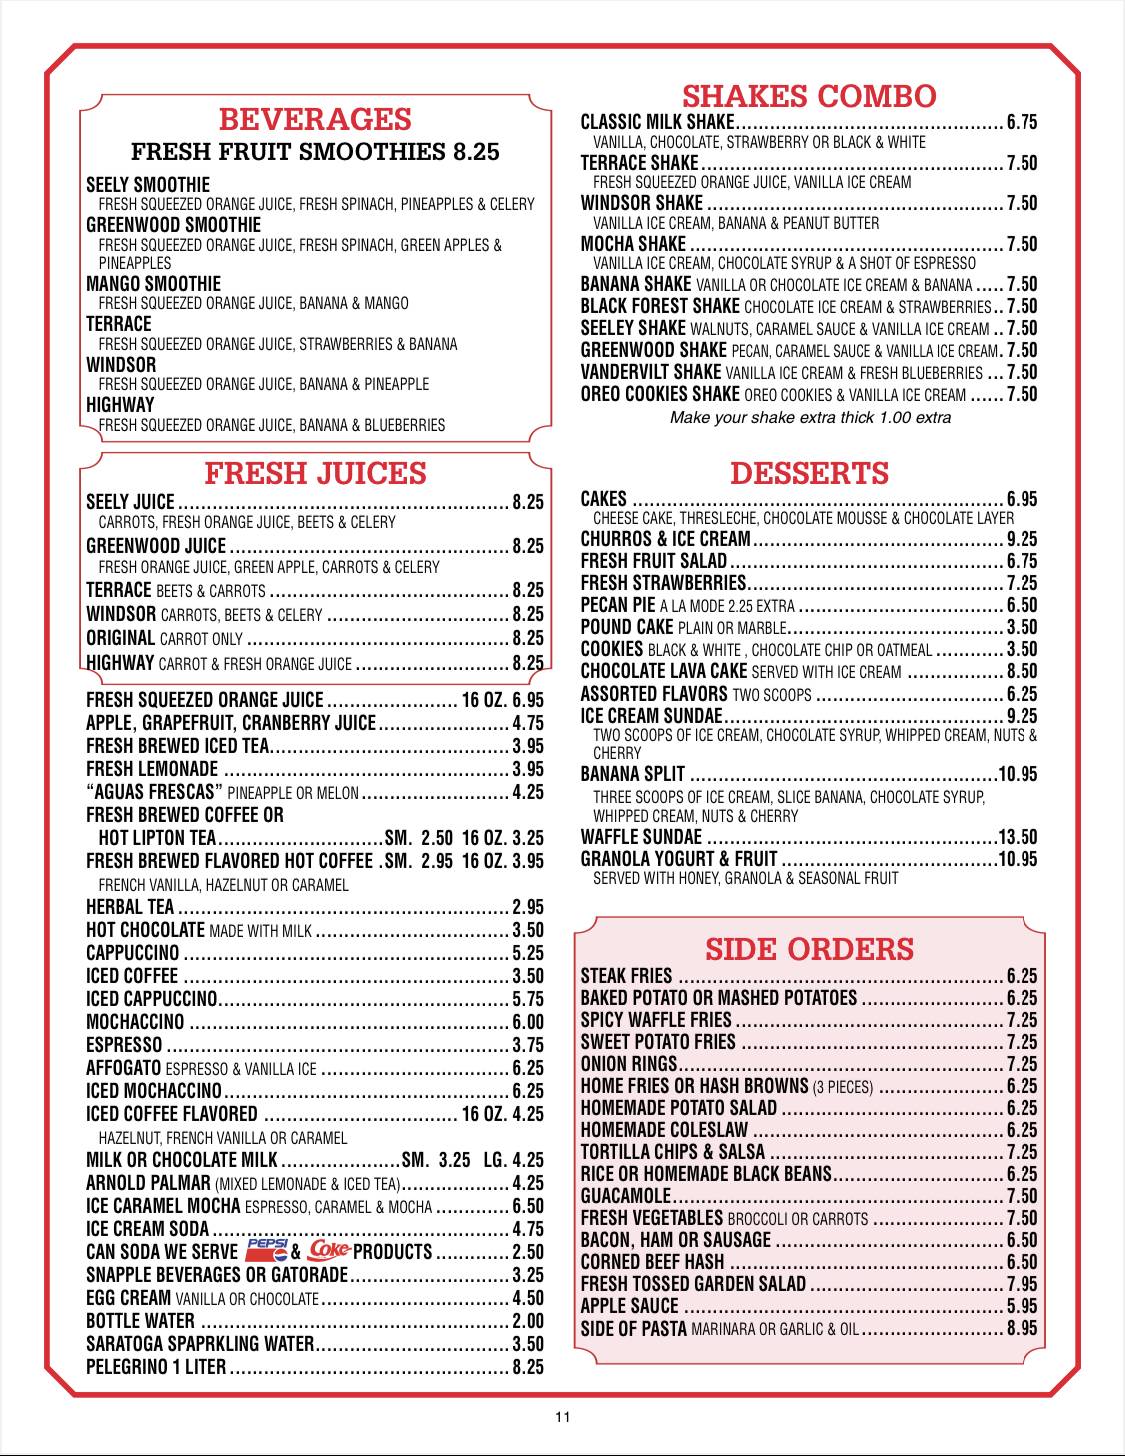 BEVERAGES
FRESH FRUIT SMOOTHIES 8.25
SEELY SMOOTHIE
FRESH SQUEEZED ORANGE JUICE, FRESH SPINACH, PINEAPPLES & CELERY
GREENWOOD SMOOTHIE
FRESH SQUEEZED ORANGE JUICE, FRESH SPINACH, GREEN APPLES &
PINEAPPLES
MANGO SMOOTHIE
FRESH SQUEEZED ORANGE JUICE, BANANA & MANGO
TERRACE
FRESH SQUEEZED ORANGE JUICE, STRAWBERRIES & BANANA
WINDSOR
FRESH SQUEEZED ORANGE JUICE, BANANA & PINEAPPLE
HIGHWAY
FRESH SQUEEZED ORANGE JUICE, BANANA & BLUEBERRIES
FRESH JUICES
SEELY JUICE 8.25
CARROTS, FRESH ORANGE JUICE, BEETS & CELERY
GREENWOOD JUICE 8.25
FRESH ORANGE JUICE, GREEN APPLE, CARROTS & CELERY
TERRACE BEETS & CARROTS 8.25
WINDSOR CARROTS, BEETS & CELERY 8.25
ORIGINAL CARROT ONLY 8.25
HIGHWAY CARROT & FRESH ORANGE JUICE 8.25
FRESH SQUEEZED ORANGE JUICE 16 OZ. 6.95
APPLE, GRAPEFRUIT, CRANBERRY JUICE 4.75
FRESH BREWED ICED TEA 3.95
FRESH LEMONADE 3.95
“AGUAS FRESCAS” PINEAPPLE OR MELON 4.25
FRESH BREWED COFFEE OR
HOT LIPTON TEA SM. 2.50 16 OZ. 3.25
FRESH BREWED FLAVORED HOT COFFEE .SM. 2.95 16 OZ. 3.95
FRENCH VANILLA, HAZELNUT OR CARAMEL
HERBAL TEA 2.95
HOT CHOCOLATE MADE WITH MILK 3.50
CAPPUCCINO 5.25
ICED COFFEE 3.50
ICED CAPPUCCINO 5.75
MOCHACCINO 6.00
ESPRESSO 3.75
AFFOGATO ESPRESSO & VANILLA ICE 6.25
ICED MOCHACCINO 6.25
ICED COFFEE FLAVORED 16 OZ. 4.25
HAZELNUT, FRENCH VANILLA OR CARAMEL
MILK OR CHOCOLATE MILK SM. 3.25 LG. 4.25
ARNOLD PALMAR (MIXED LEMONADE & ICED TEA) 4.25
ICE CARAMEL MOCHA ESPRESSO, CARAMEL & MOCHA 6.50
ICE CREAM SODA 4.75
CAN SODA WE SERVE PEPSI & Coke PRODUCTS 2.50
SNAPPLE BEVERAGES OR GATORADE 3.25
EGG CREAM VANILLA OR CHOCOLATE 4.50
BOTTLE WATER 2.00
SARATOGA SPAPRKLING WATER 3.50
PELEGRINO 1 LITER 8.25
SHAKES COMBO
CLASSIC MILK SHAKE 6.75
VANILLA, CHOCOLATE, STRAWBERRY OR BLACK & WHITE
TERRACE SHAKE 7.50
FRESH SQUEEZED ORANGE JUICE, VANILLA ICE CREAM
WINDSOR SHAKE 7.50
VANILLA ICE CREAM, BANANA & PEANUT BUTTER
MOCHA SHAKE 7.50
VANILLA ICE CREAM, CHOCOLATE SYRUP & A SHOT OF ESPRESSO
BANANA SHAKE VANILLA OR CHOCOLATE ICE CREAM & BANANA 7.50
BLACK FOREST SHAKE CHOCOLATE ICE CREAM & STRAWBERRIES 7.50
SEELEY SHAKE WALNUTS, CARAMEL SAUCE & VANILLA ICE CREAM 7.50
GREENWOOD SHAKE PECAN, CARAMEL SAUCE & VANILLA ICE CREAM 7.50
VANDERVILT SHAKE VANILLA ICE CREAM & FRESH BLUEBERRIES 7.50
OREO COOKIES SHAKE OREO COOKIES & VANILLA ICE CREAM 7.50
Make your shake extra thick 1.00 extra
DESSERTS
CAKES 6.95
CHEESE CAKE, THRESLECHE, CHOCOLATE MOUSSE & CHOCOLATE LAYER
CHURROS & ICE CREAM 9.25
FRESH FRUIT SALAD 6.75
FRESH STRAWBERRIES 7.25
PECAN PIE A LA MODE 2.25 EXTRA 6.50
POUND CAKE PLAIN OR MARBLE 3.50
COOKIES BLACK & WHITE , CHOCOLATE CHIP OR OATMEAL 3.50
CHOCOLATE LAVA CAKE SERVED WITH ICE CREAM 8.50
ASSORTED FLAVORS TWO SCOOPS 6.25
ICE CREAM SUNDAE 9.25
TWO SCOOPS OF ICE CREAM, CHOCOLATE SYRUP, WHIPPED CREAM, NUTS &
CHERRY
BANANA SPLIT 10.95
THREE SCOOPS OF ICE CREAM, SLICE BANANA, CHOCOLATE SYRUP,
WHIPPED CREAM, NUTS & CHERRY
WAFFLE SUNDAE 13.50
GRANOLA YOGURT & FRUIT 10.95
SERVED WITH HONEY, GRANOLA & SEASONAL FRUIT
SIDE ORDERS
STEAK FRIES 6.25
BAKED POTATO OR MASHED POTATOES 6.25
SPICY WAFFLE FRIES 7.25
SWEET POTATO FRIES 7.25
ONION RINGS 7.25
HOME FRIES OR HASH BROWNS (3 PIECES) 6.25
HOMEMADE POTATO SALAD 6.25
HOMEMADE COLESLAW 6.25
TORTILLA CHIPS & SALSA 7.25
RICE OR HOMEMADE BLACK BEANS 6.25
GUACAMOLE 7.50
FRESH VEGETABLES BROCCOLI OR CARROTS 7.50
BACON, HAM OR SAUSAGE 6.50
CORNED BEEF HASH 6.50
FRESH TOSSED GARDEN SALAD 7.95
APPLE SAUCE 5.95
SIDE OF PASTA MARINARA OR GARLIC & OIL 8.95
11